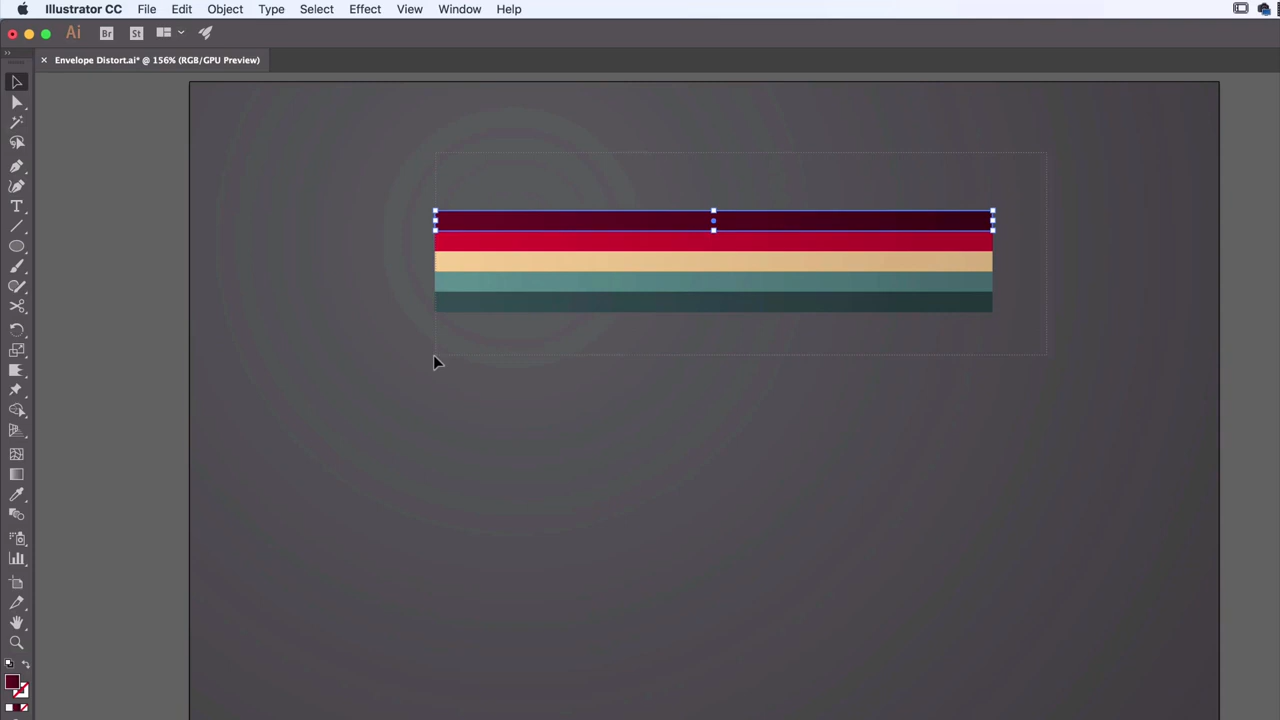 Illustrator CC File Edit Object Type Select Effect View Window Help
Ai Br St
× Envelope Distort.ai* @ 156% (RGB/GPU Preview)
T